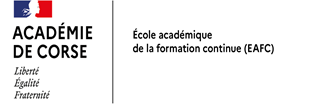 ACADÉMIE
DE CORSE
Liberté
Égalité
Fraternité
École académique
de la formation continue (EAFC)